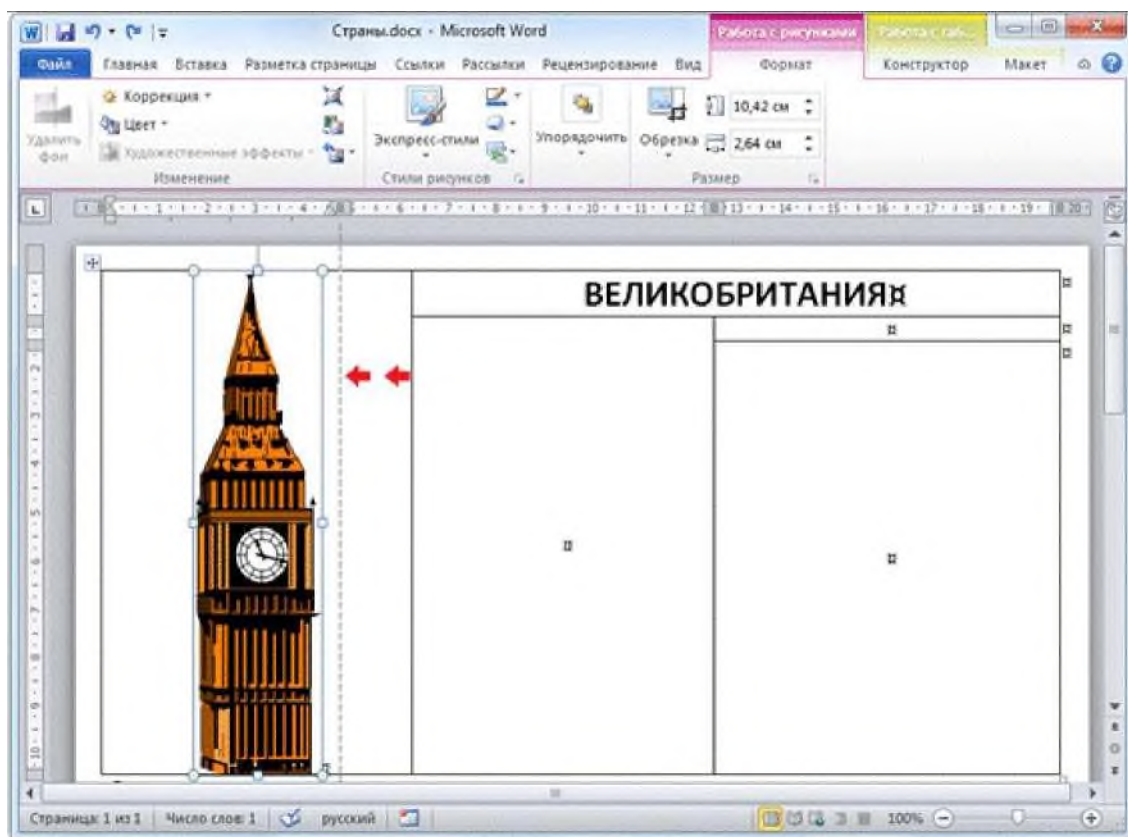 Страны.docx - Microsoft Word
Работа с рисунками
Работа с таб...
Файл Главная Вставка Разметка страницы Ссылки Рассылки Рецензирование Вид Формат Конструктор Макет
Удалить фон
Коррекция
Цвет
Художественные эффекты
Изменение
Экспресс-стили
Стили рисунков
Упорядочить
Обрезка
10,42 см
2,64 см
Размер
ВЕЛИКОБРИТАНИЯ¤
Страница: 1 из 1 Число слов: 1 русский 100%